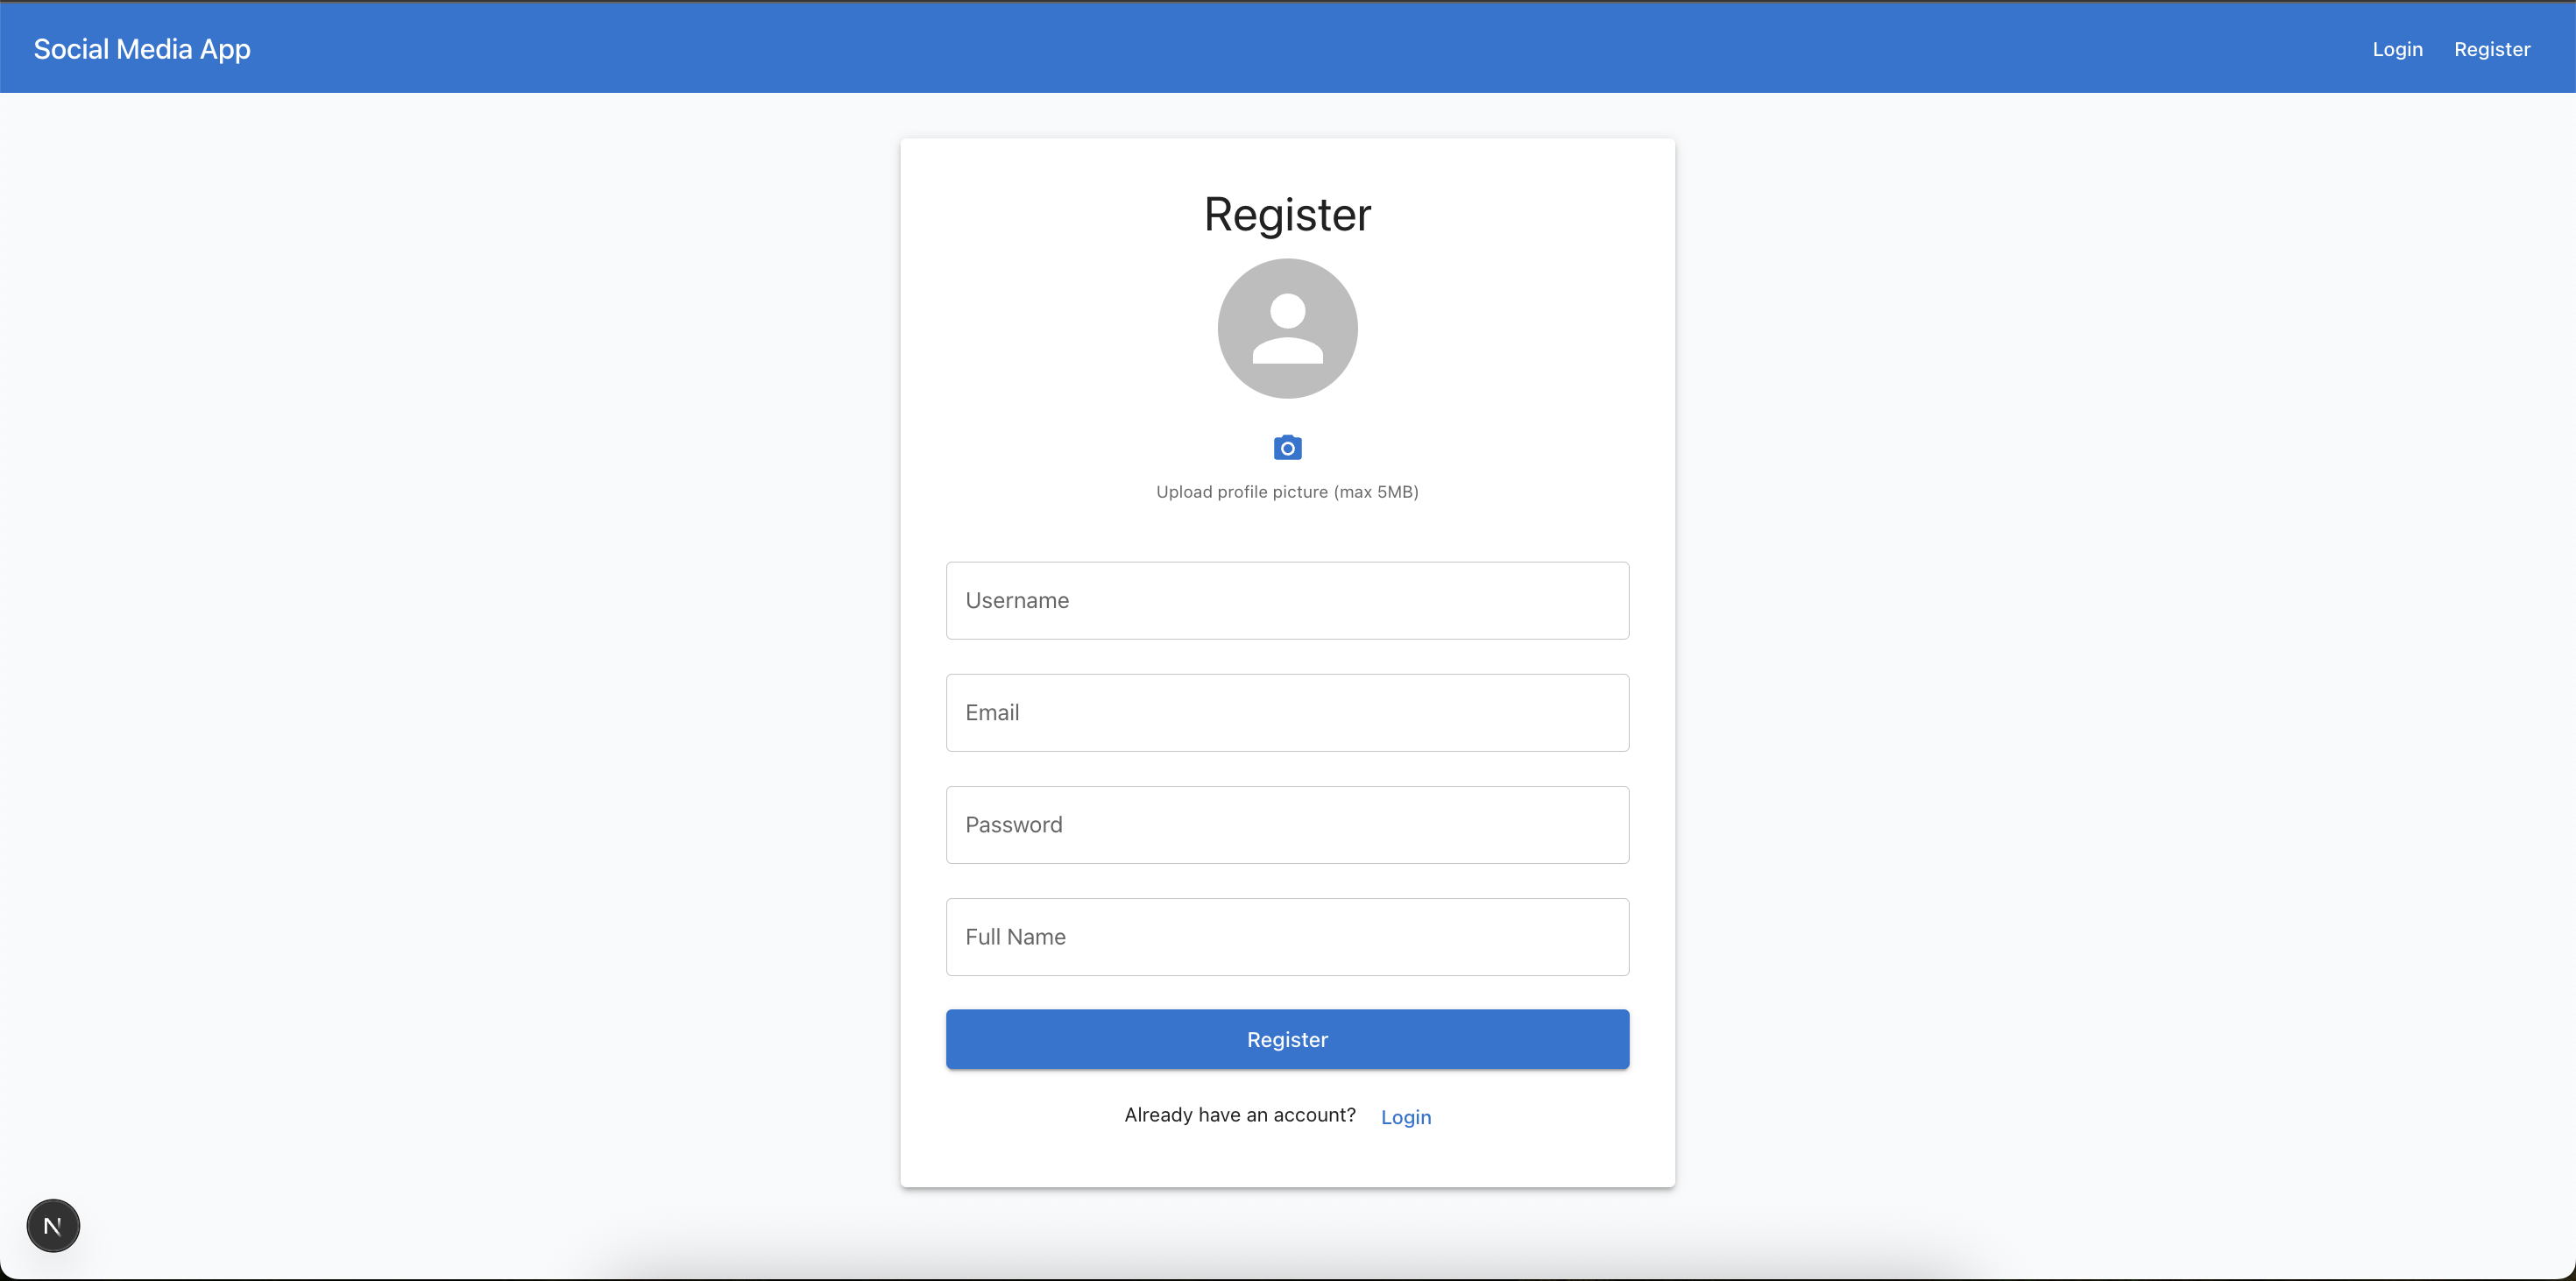 Social Media App
Login Register
Register
Upload profile picture (max 5MB)
Username
Email
Password
Full Name
Register
Already have an account? Login
N